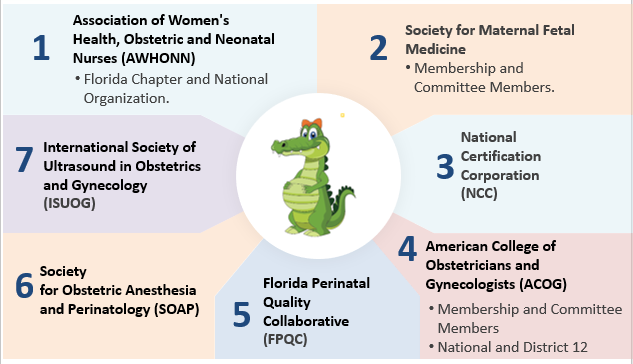 1
Association of Women's
Health, Obstetric and Neonatal
Nurses (AWHONN)
• Florida Chapter and National
Organization.
2
Society for Maternal Fetal
Medicine
• Membership and
Committee Members.
3
National
Certification
Corporation
(NCC)
4
American College of
Obstetricians and
Gynecologists (ACOG)
• Membership and Committee
Members
• National and District 12
5
Florida Perinatal
Quality
Collaborative
(FPQC)
6
Society
for Obstetric Anesthesia
and Perinatology (SOAP)
7
International Society of
Ultrasound in Obstetrics
and Gynecology
(ISUOG)